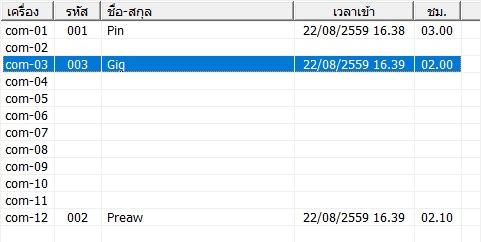 เครื่อง รหัส ชื่อ-สกุล เวลาเข้า ชม.
com-01 001 Pin 22/08/2559 16.38 03.00
com-02
com-03 003 Gig 22/08/2559 16.39 02.00
com-04
com-05
com-06
com-07
com-08
com-09
com-10
com-11
com-12 002 Preaw 22/08/2559 16.39 02.10